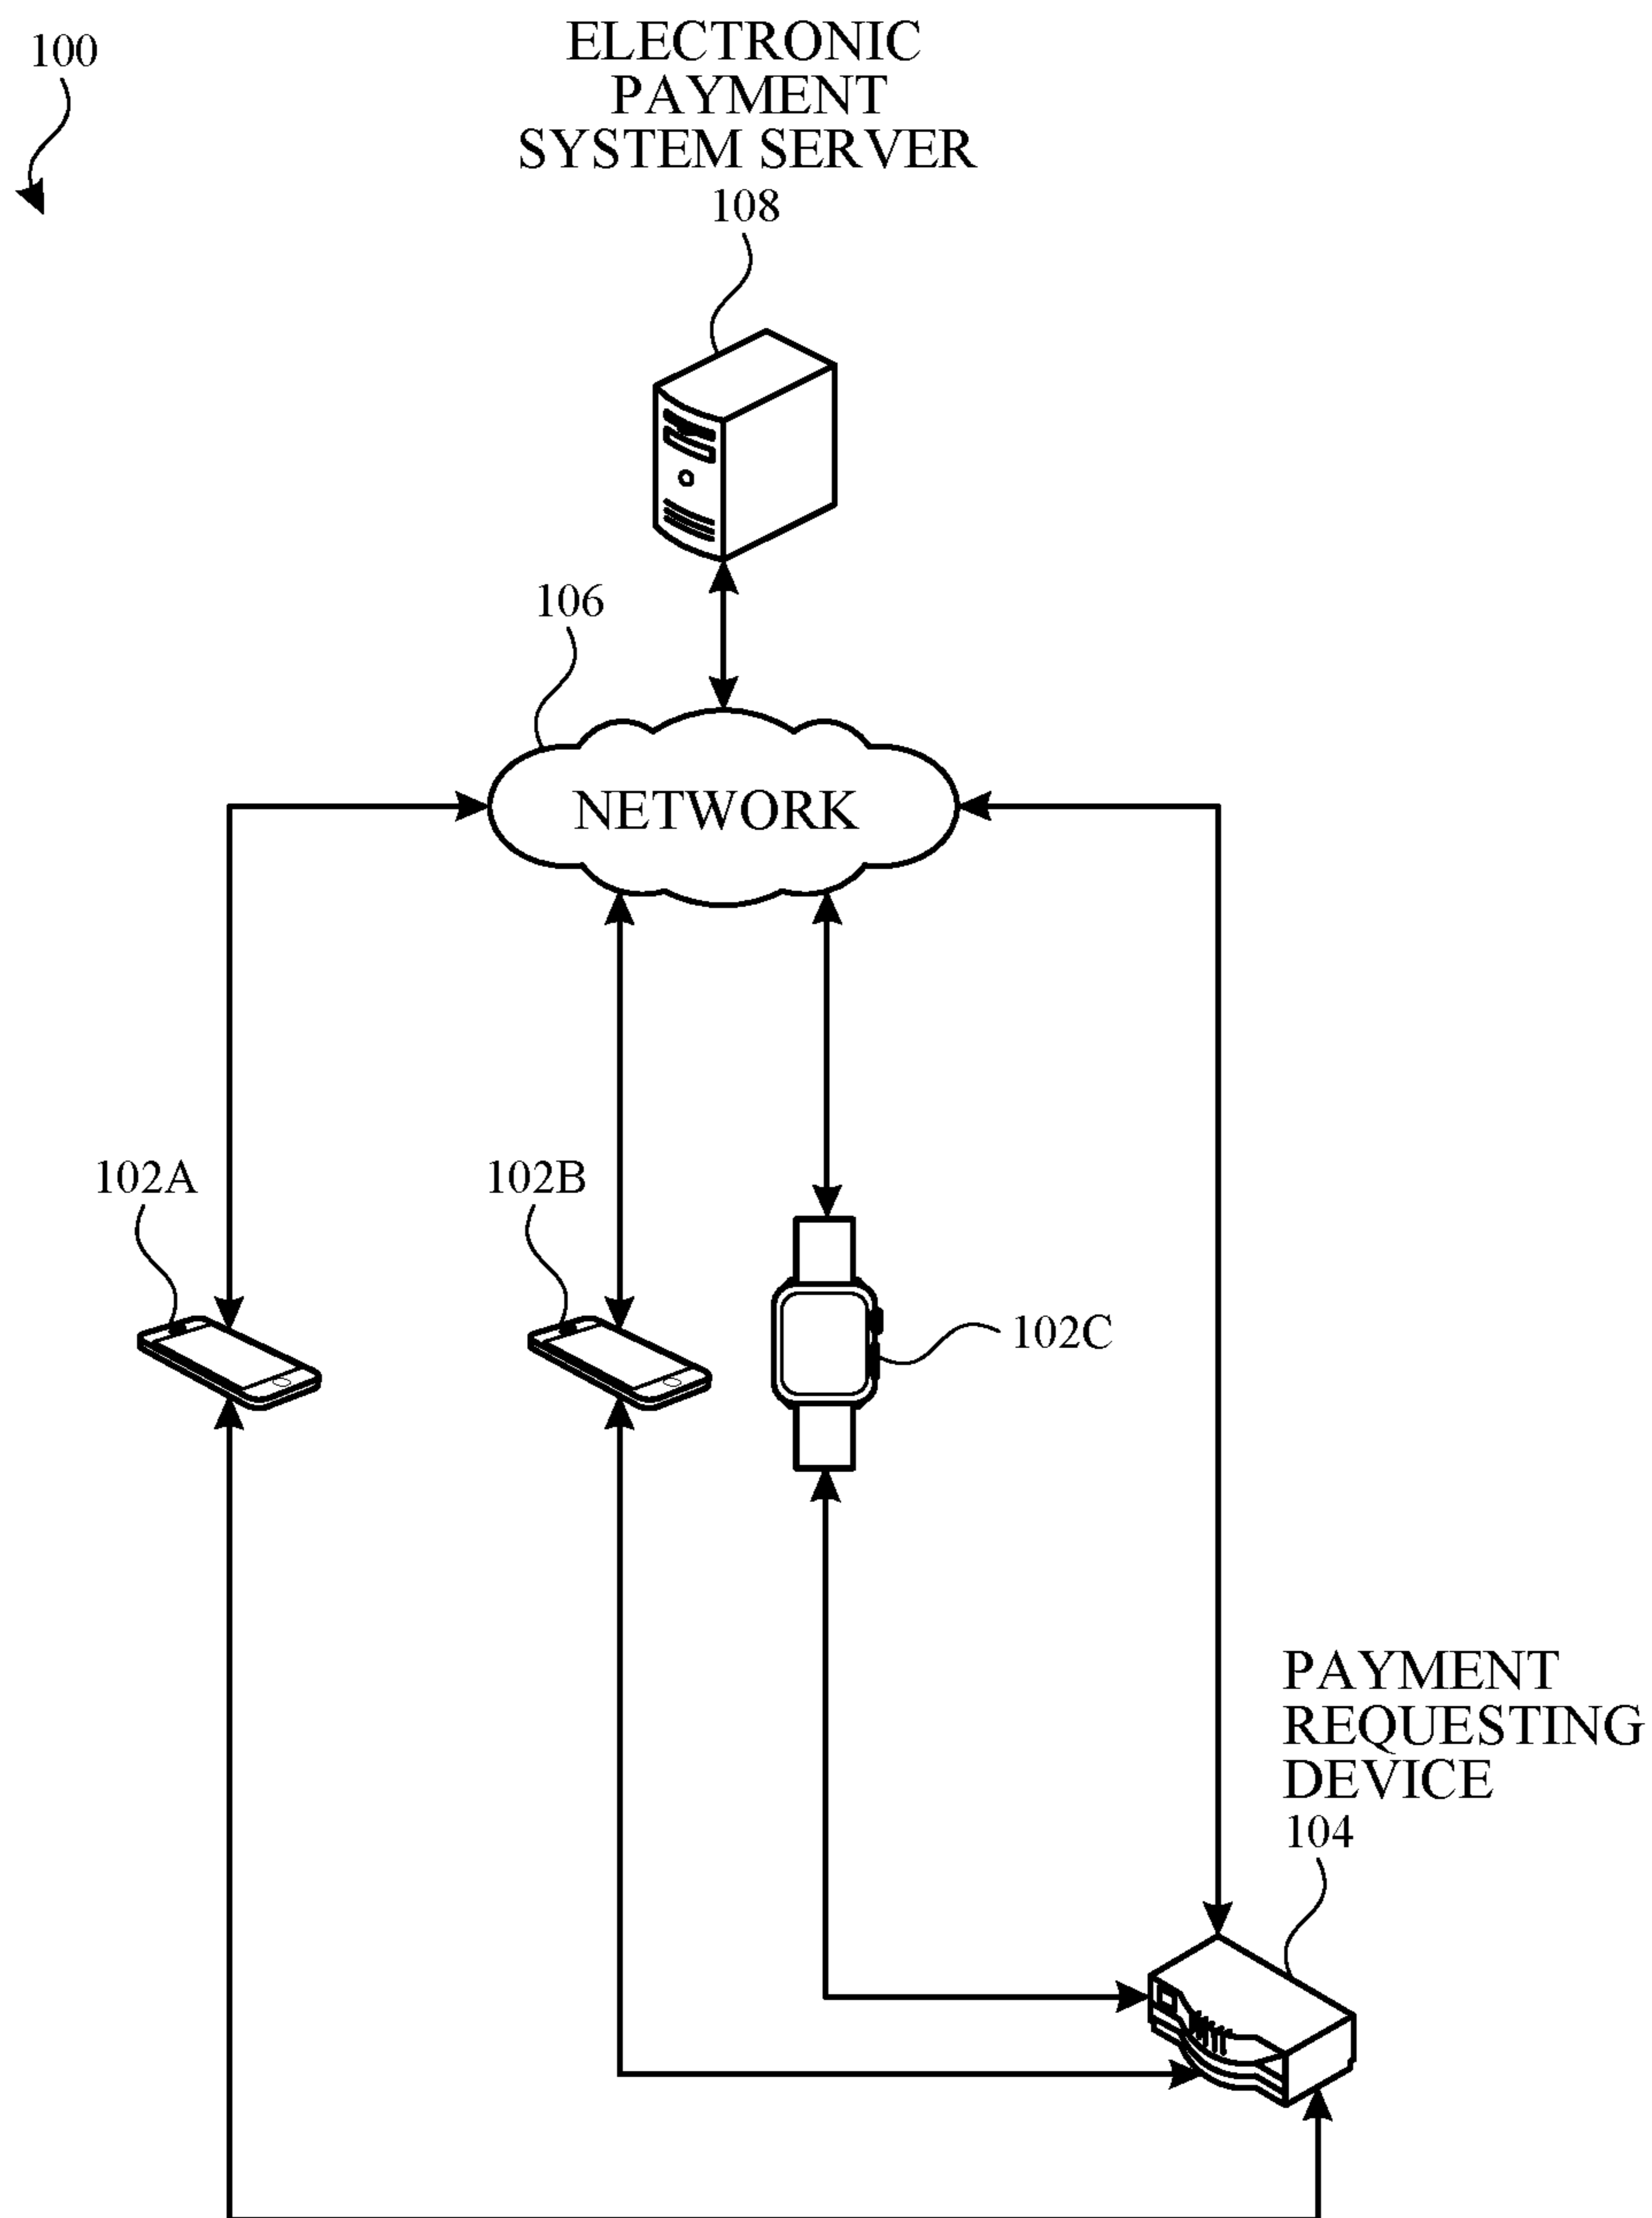 100
ELECTRONIC
PAYMENT
SYSTEM SERVER
108
106
NETWORK
102A
102B
102C
PAYMENT
REQUESTING
DEVICE
104